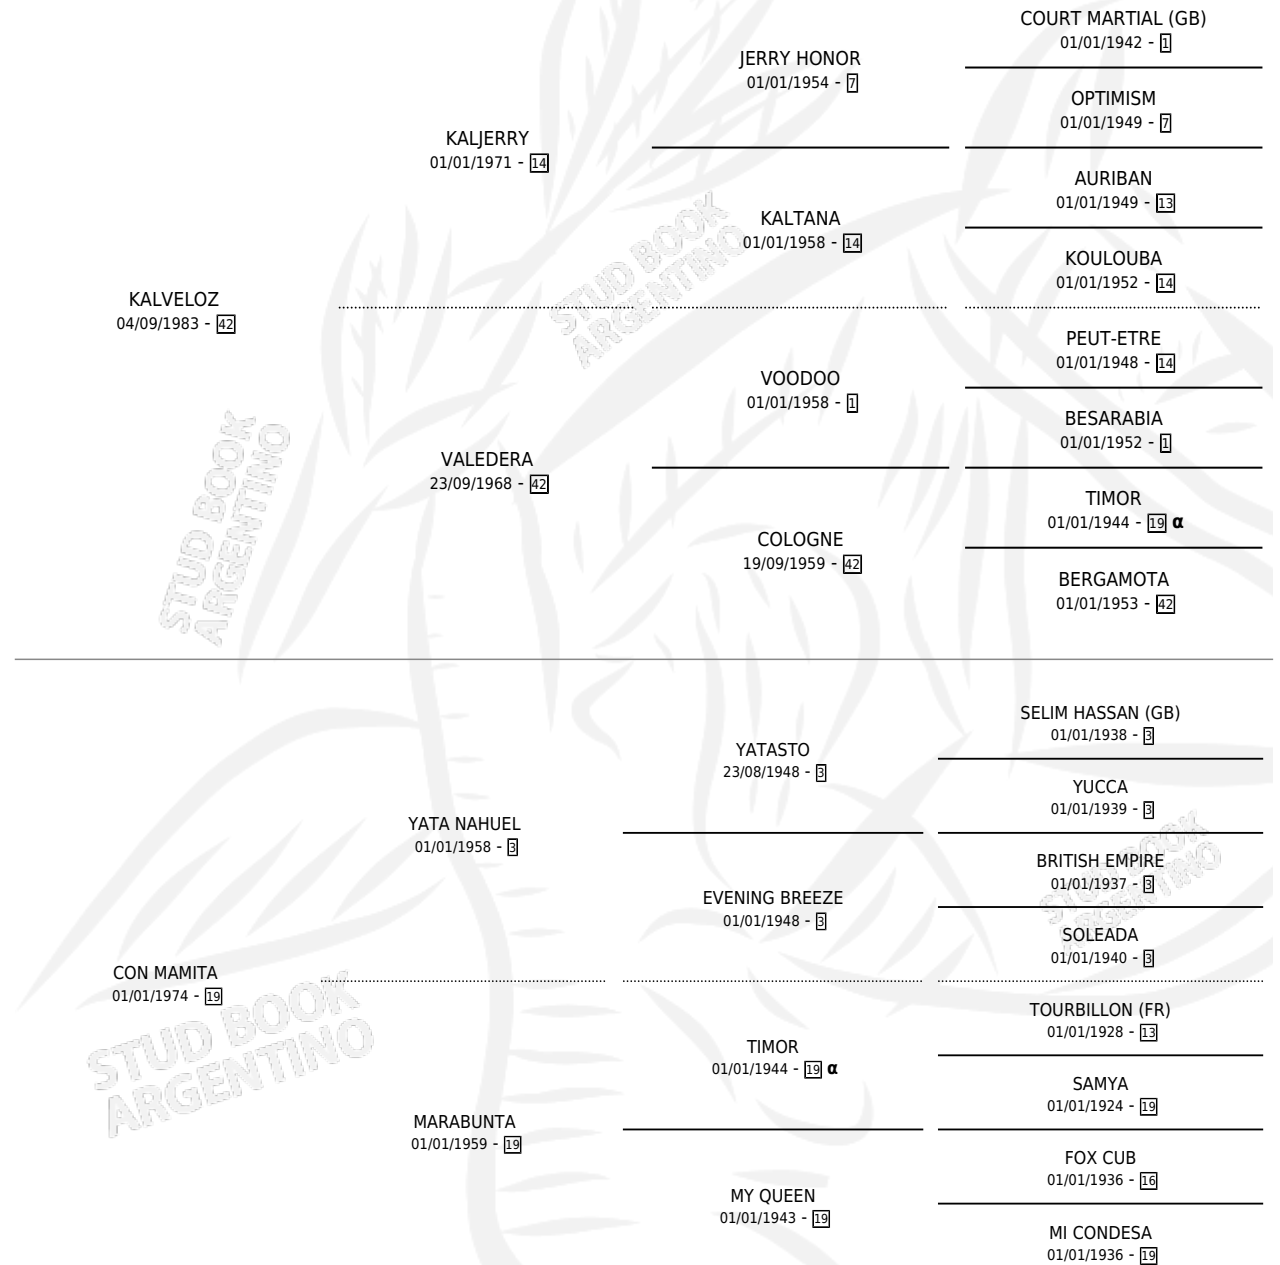 COURT MARTIAL (GB)
01/01/1942 - 1
JERRY HONOR
01/01/1954 - 7
OPTIMISM
01/01/1949 - 7
KALJERRY
01/01/1971 - 14
AURIBAN
01/01/1949 - 13
KALTANA
01/01/1958 - 14
KOULOUBA
01/01/1952 - 14
KALVELOZ
04/09/1983 - 42
PEUT-ETRE
01/01/1948 - 14
VOODOO
01/01/1958 - 1
BESARABIA
01/01/1952 - 1
VALEDERA
23/09/1968 - 42
TIMOR
01/01/1944 - 19 α
COLOGNE
19/09/1959 - 42
BERGAMOTA
01/01/1953 - 42
SELIM HASSAN (GB)
01/01/1938 - 3
YATASTO
23/08/1948 - 3
YUCCA
01/01/1939 - 3
YATA NAHUEL
01/01/1958 - 3
BRITISH EMPIRE
01/01/1937 - 3
EVENING BREEZE
01/01/1948 - 3
SOLEADA
01/01/1940 - 3
CON MAMITA
01/01/1974 - 19
TOURBILLON (FR)
01/01/1928 - 13
TIMOR
01/01/1944 - 19 α
SAMYA
01/01/1924 - 19
MARABUNTA
01/01/1959 - 19
FOX CUB
01/01/1936 - 16
MY QUEEN
01/01/1943 - 19
MI CONDESA
01/01/1936 - 19
STUD BOOK
ARGENTINO
STUD BOOK
ARGENTINO
STUD BOOK
ARGENTINO
STUD BOOK
ARGENTINO